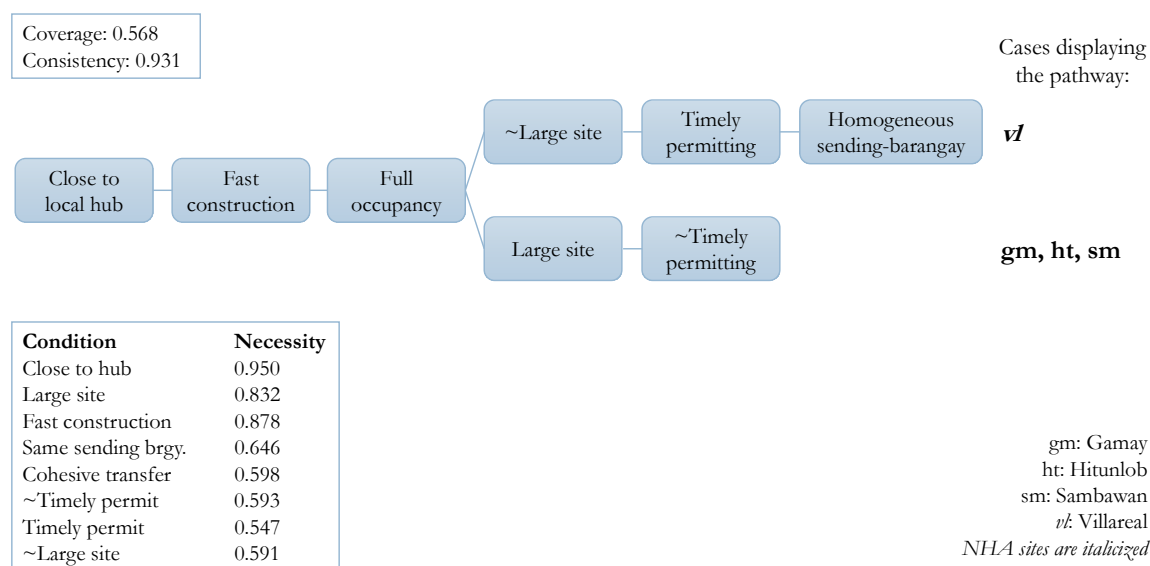 Coverage: 0.568
Consistency: 0.931
Cases displaying
the pathway:
~Large site
Timely
permitting
Homogeneous
sending-barangay
vl
Close to
local hub
Fast
construction
Full
occupancy
Large site
~Timely
permitting
gm, ht, sm
Condition Necessity
Close to hub 0.950
Large site 0.832
Fast construction 0.878
Same sending brgy. 0.646
Cohesive transfer 0.598
~Timely permit 0.593
Timely permit 0.547
~Large site 0.591
gm: Gamay
ht: Hitunlob
sm: Sambawan
vl: Villareal
NHA sites are italicized